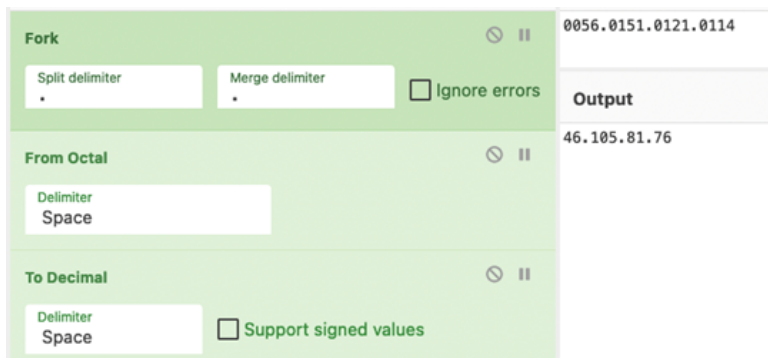 Fork
Split delimiter
.
Merge delimiter
.
Ignore errors
From Octal
Delimiter
Space
To Decimal
Delimiter
Space
Support signed values
0056.0151.0121.0114
Output
46.105.81.76